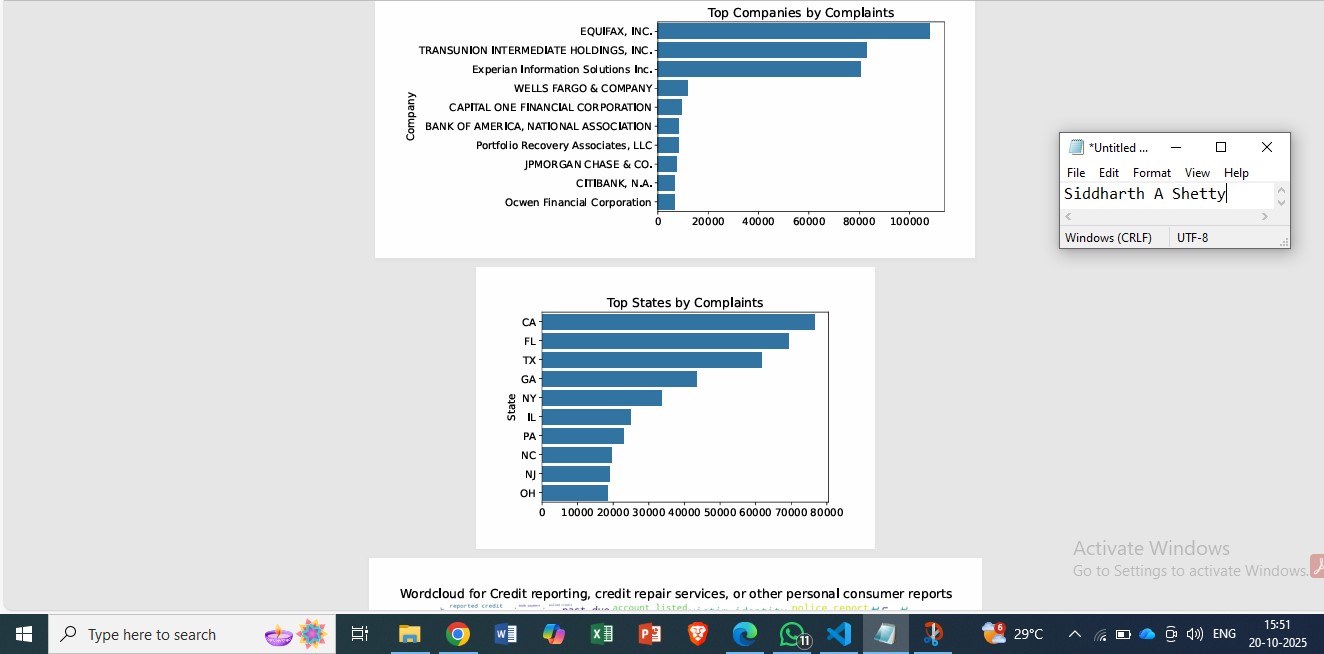 Top Companies by Complaints
EQUIFAX, INC.
TRANSUNION INTERMEDIATE HOLDINGS, INC.
Experian Information Solutions Inc.
WELLS FARGO & COMPANY
CAPITAL ONE FINANCIAL CORPORATION
BANK OF AMERICA, NATIONAL ASSOCIATION
Portfolio Recovery Associates, LLC
JPMORGAN CHASE & CO.
CITIBANK, N.A.
Ocwen Financial Corporation
Company
0 20000 40000 60000 80000 100000
*Untitled ...
File Edit Format View Help
Siddharth A Shetty
Windows (CRLF) UTF-8
Top States by Complaints
CA
FL
TX
GA
NY
IL
PA
NC
NJ
OH
State
0 10000 20000 30000 40000 50000 60000 70000 80000
Activate Windows
Go to Settings to activate Windows.
Wordcloud for Credit reporting, credit repair services, or other personal consumer reports
reported credit
past due account listed victim identity police report
Type here to search
11
6
29°C
ENG
15:51
20-10-2025